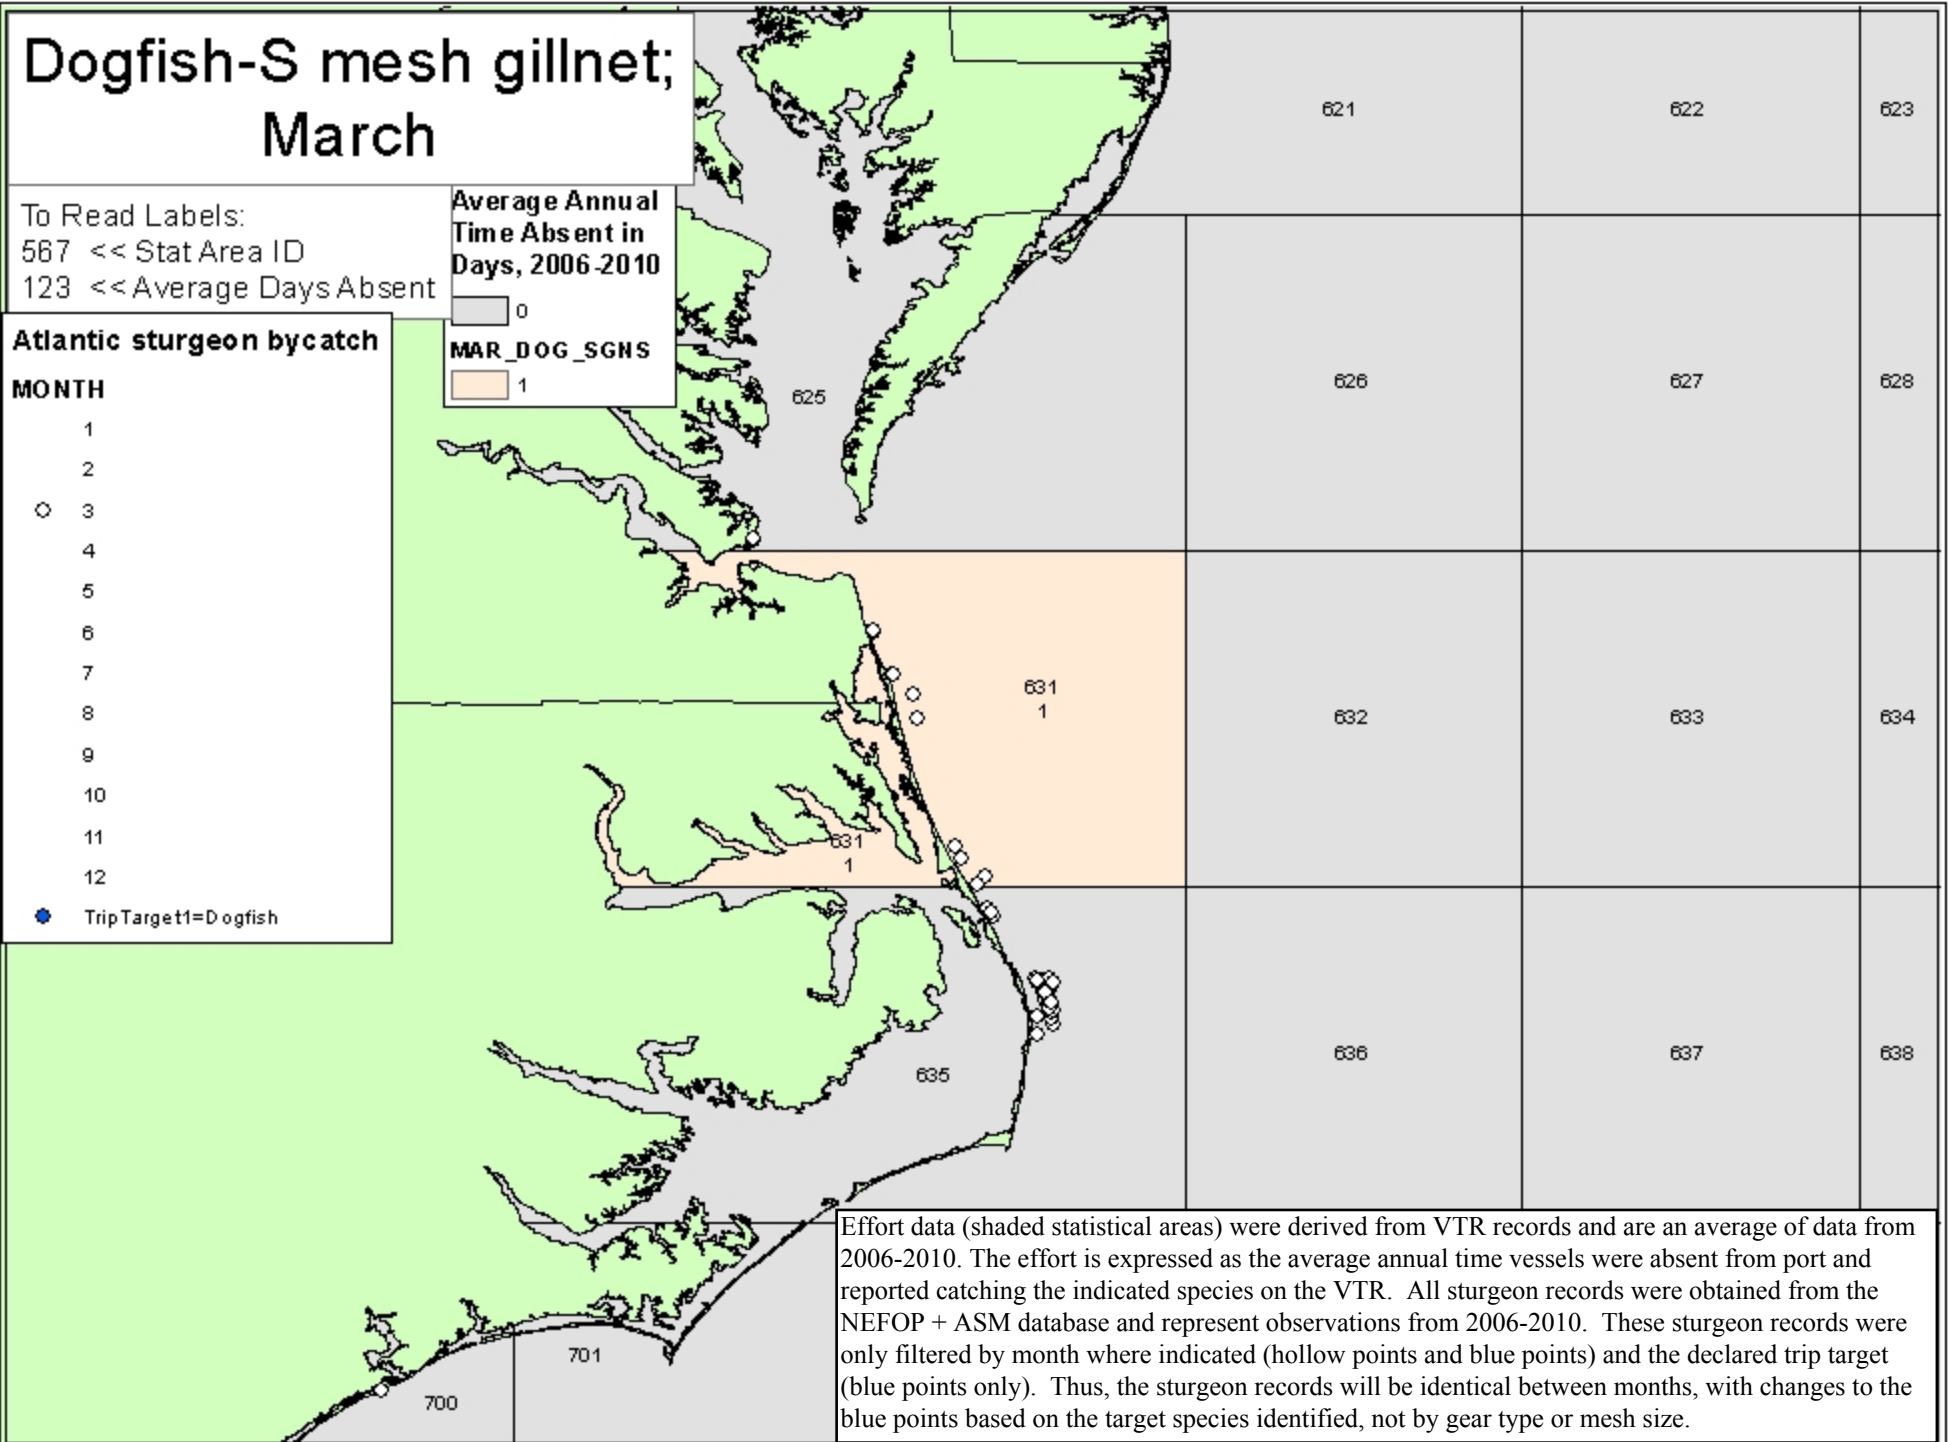 Dogfish-S mesh gillnet;
March
To Read Labels:
567 << Stat Area ID
123 << Average Days Absent
Average Annual
Time Absent in
Days, 2006-2010
0
MAR_DOG_SGNS
1
Atlantic sturgeon bycatch
MONTH
1
2
3
4
5
6
7
8
9
10
11
12
TripTarget1=Dogfish
621
622
623
625
626
627
628
631
1
632
633
634
631
1
635
636
637
638
701
700
Effort data (shaded statistical areas) were derived from VTR records and are an average of data from
2006-2010. The effort is expressed as the average annual time vessels were absent from port and
reported catching the indicated species on the VTR. All sturgeon records were obtained from the
NEFOP + ASM database and represent observations from 2006-2010. These sturgeon records were
only filtered by month where indicated (hollow points and blue points) and the declared trip target
(blue points only). Thus, the sturgeon records will be identical between months, with changes to the
blue points based on the target species identified, not by gear type or mesh size.